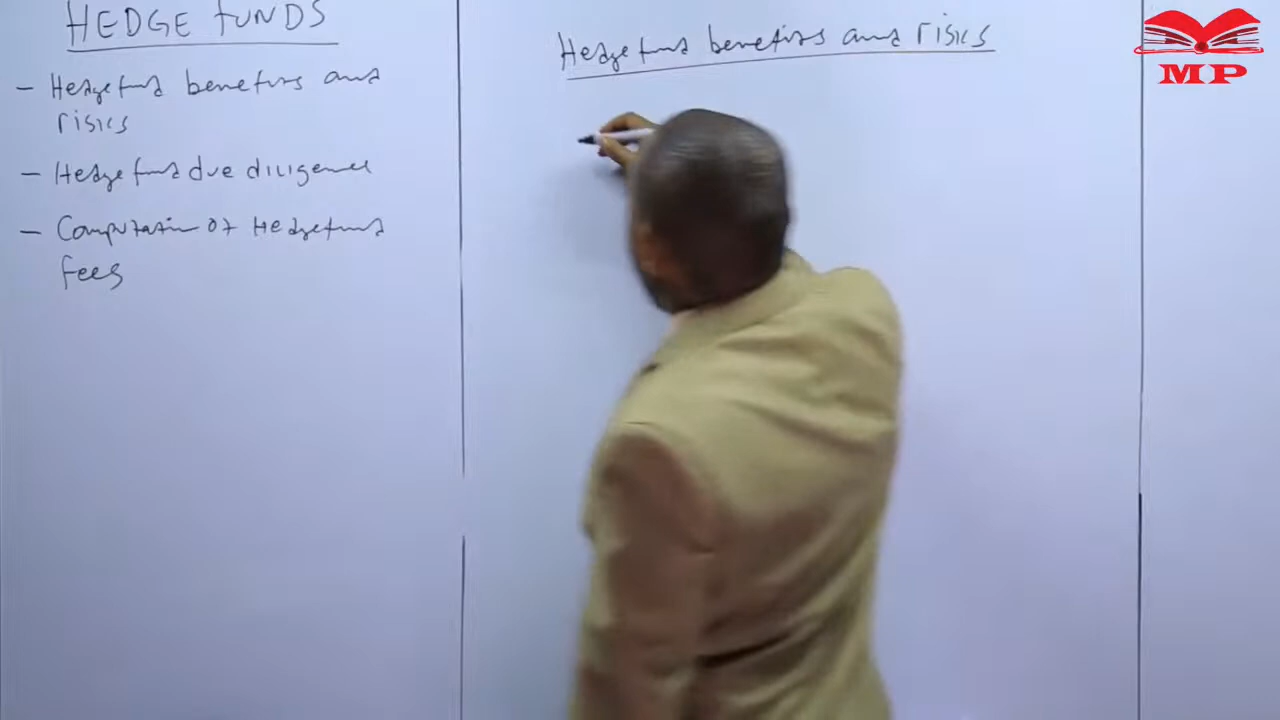 HEDGE FUNDS
- Hedge fund benefits and
risks
- Hedge fund due diligence
- Computation of Hedge fund
fees
Hedge fund benefits and risks
MP